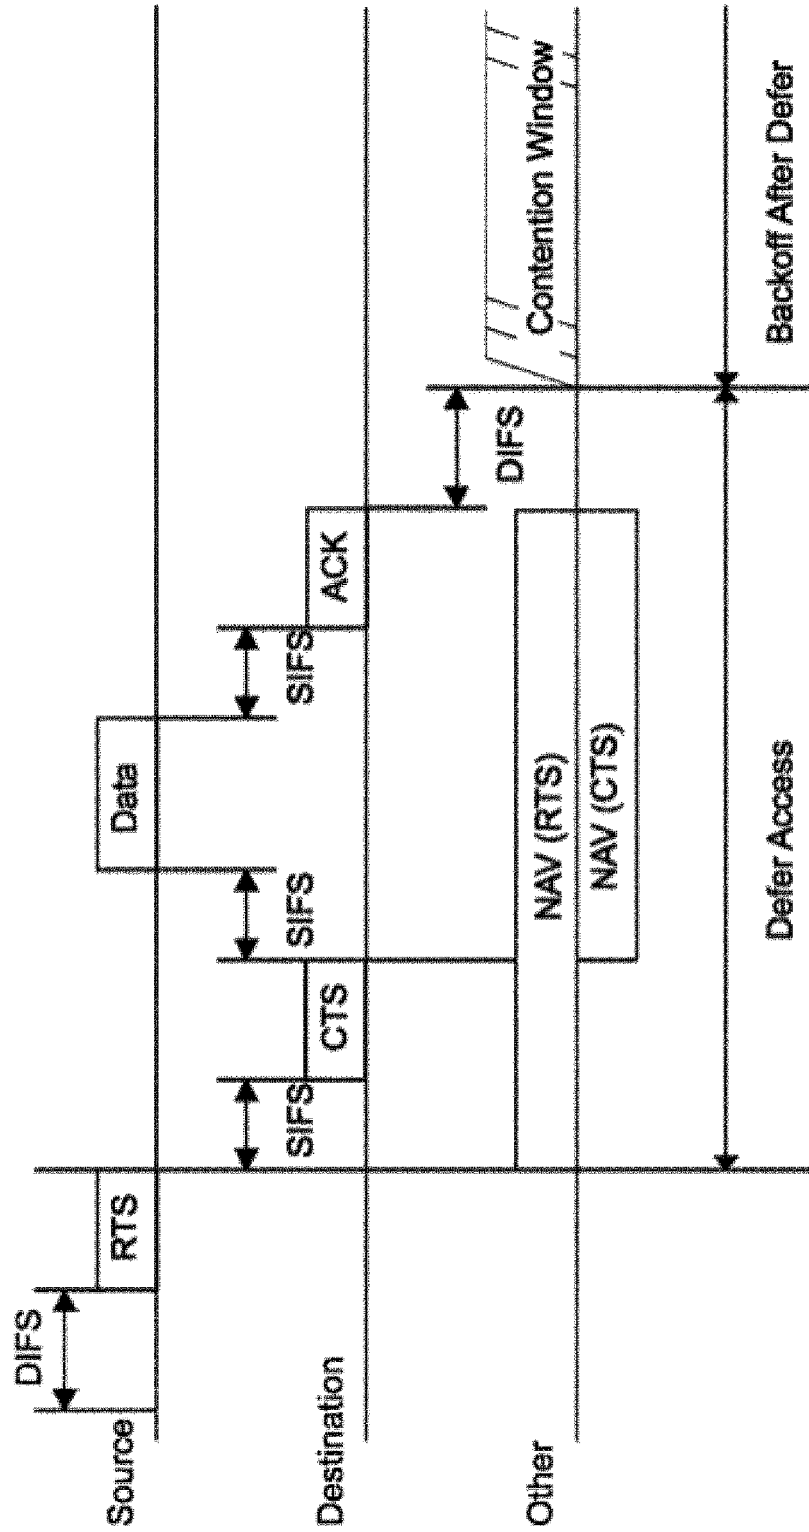 DIFS
Source
RTS
Data
SIFS
CTS
SIFS
SIFS
ACK
Destination
DIFS
Other
NAV (RTS)
NAV (CTS)
Contention Window
Defer Access
Backoff After Defer